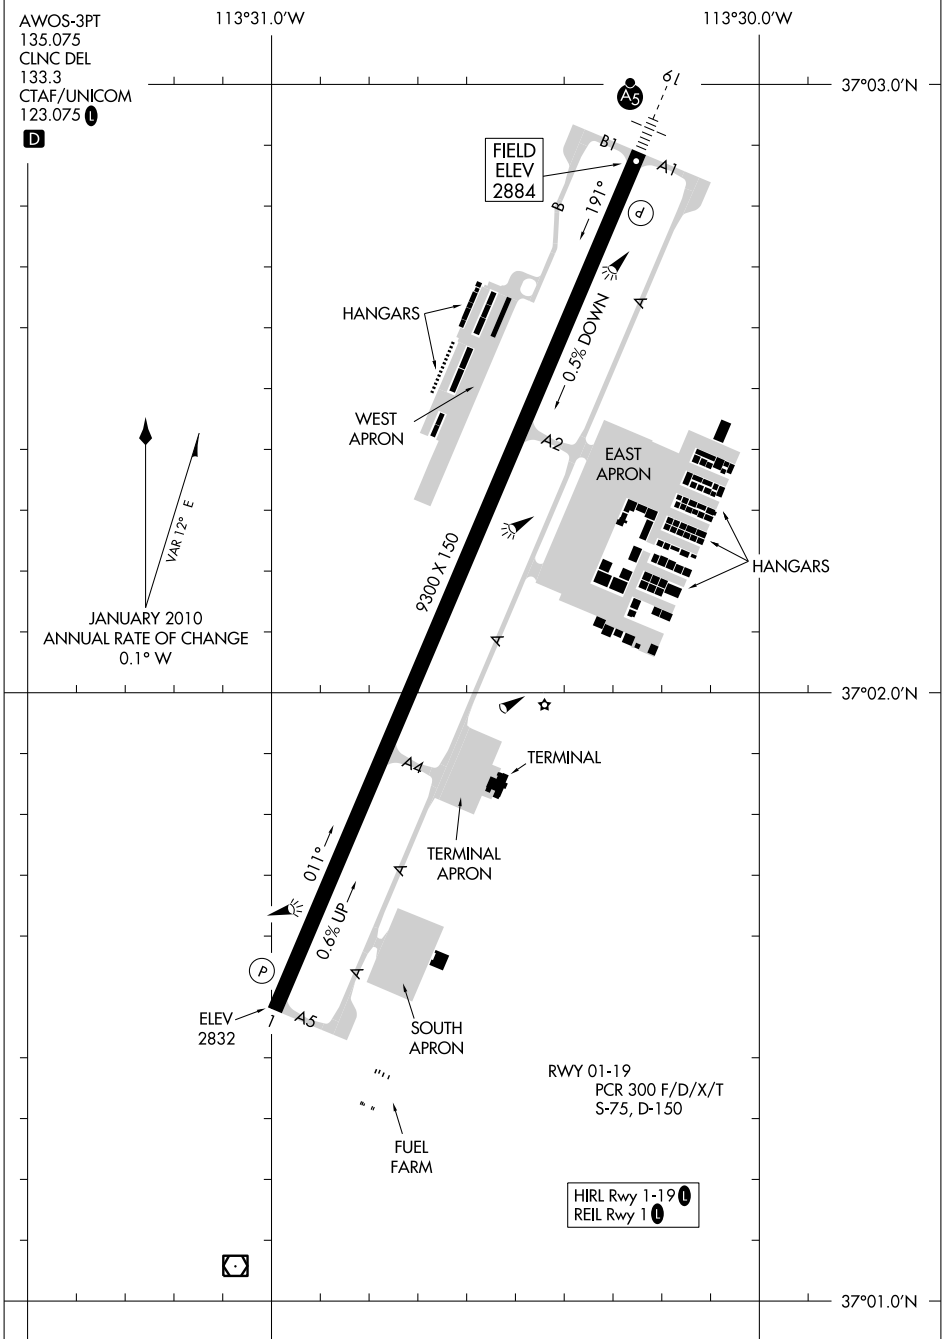 AWOS-3PT
135.075
CLNC DEL
133.3
CTAF/UNICOM
123.075 L
D
113°31.0'W
113°30.0'W
37°03.0'N
A5
19
FIELD
ELEV
2884
B1
A1
B
191°
P
A
HANGARS
0.5% DOWN
WEST
APRON
A2
EAST
APRON
VAR 12° E
HANGARS
9300 X 150
JANUARY 2010
ANNUAL RATE OF CHANGE
0.1° W
A
37°02.0'N
A4
TERMINAL
TERMINAL
APRON
011°
A
0.6% UP
P
A
ELEV
2832
1
A5
SOUTH
APRON
RWY 01-19
PCR 300 F/D/X/T
S-75, D-150
FUEL
FARM
HIRL Rwy 1-19 L
REIL Rwy 1 L
37°01.0'N